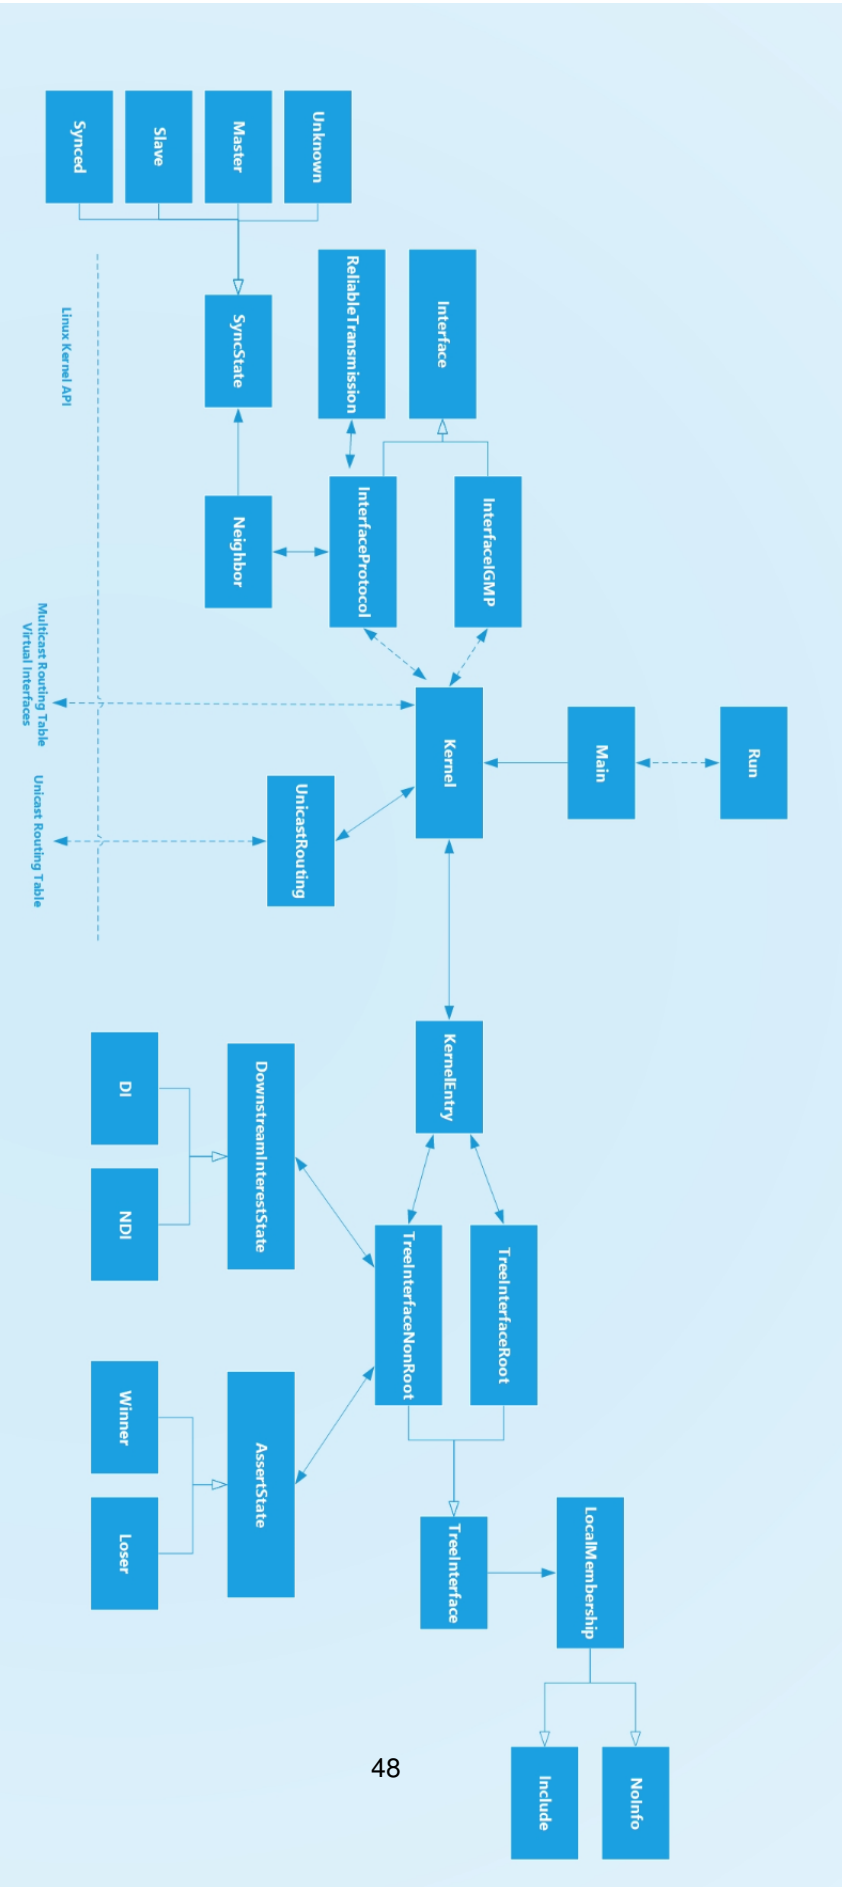 Unknown
Master
Slave
Synced
Interface
ReliableTransmission
SyncState
Linux Kernel API
InterfaceIGMP
InterfaceProtocol
Neighbor
Multicast Routing Table
Virtual Interfaces
Run
Main
Kernel
UnicastRouting
Unicast Routing Table
KernelEntry
DownstreamInterestState
DI
NDI
TreeInterfaceRoot
TreeInterfaceNonRoot
AssertState
Winner
Loser
LocalMembership
TreeInterface
NoInfo
Include
48